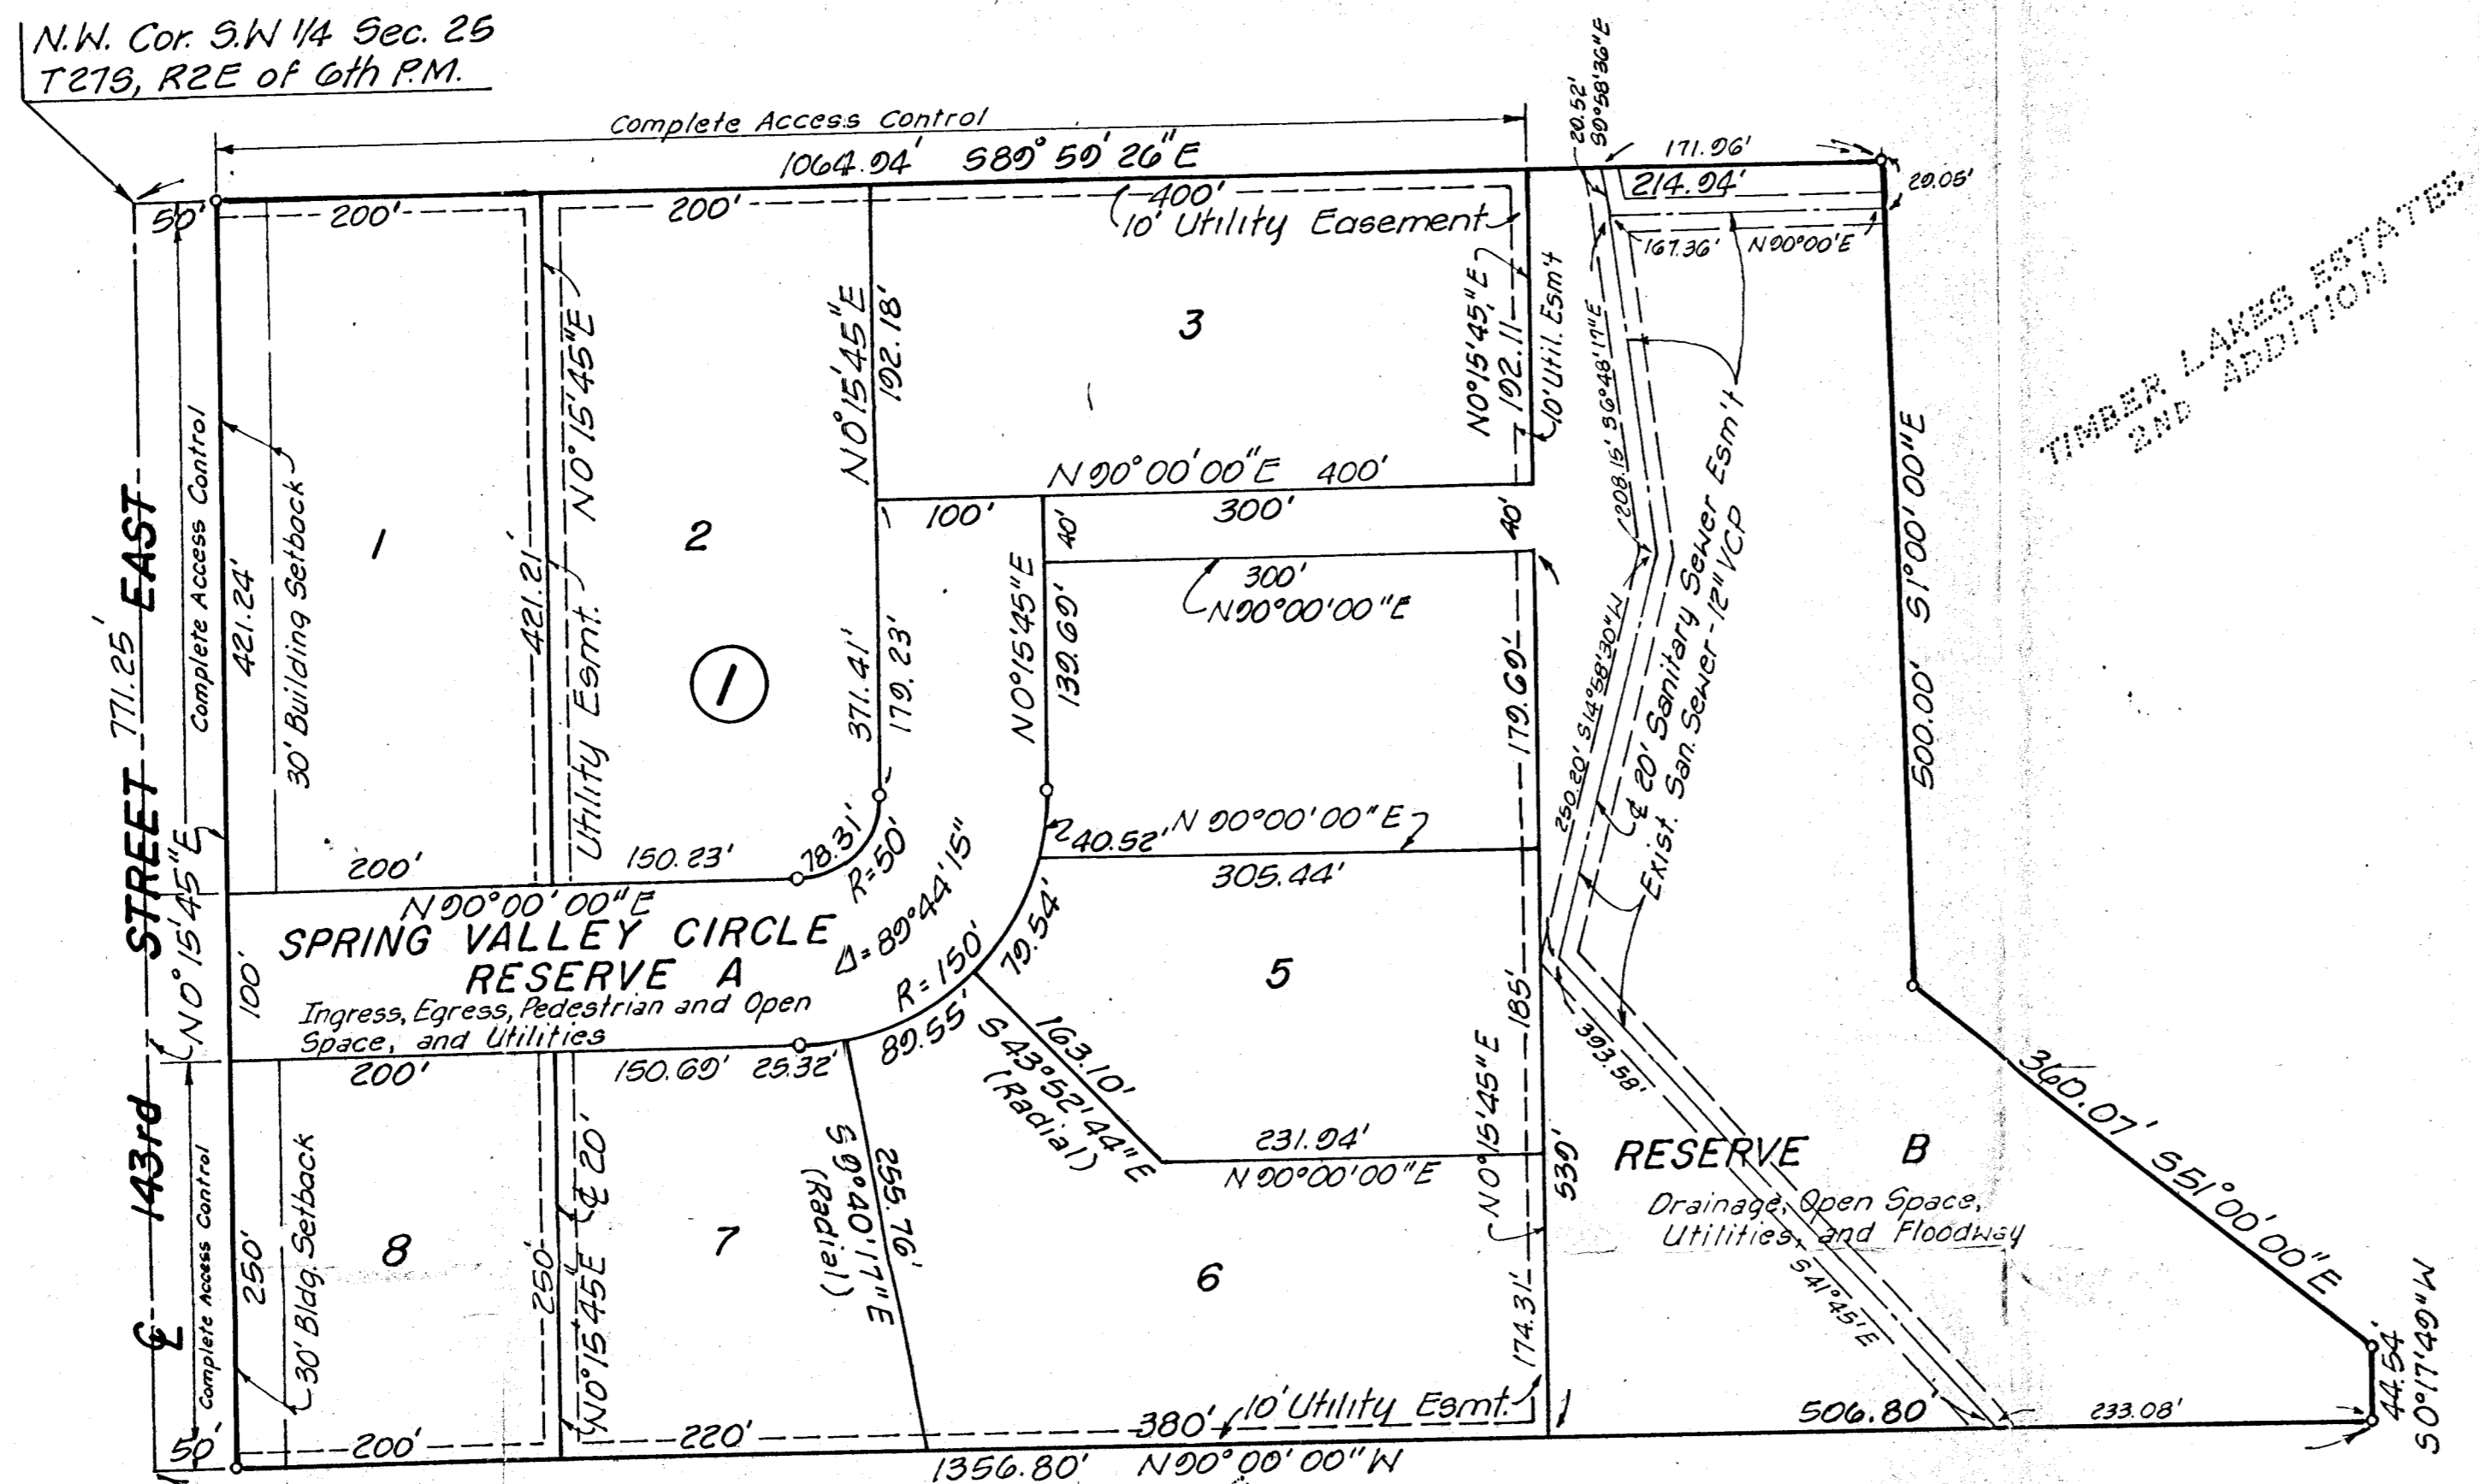 N.W. Cor. S.W 1/4 Sec. 25
T27S, R2E of 6th P.M.
Complete Access Control
1064.94' S89°59'26"E
20.52'
S9°58'36"E
171.96'
29.05'
50'
200'
200'
400'
10' Utility Easement
214.94'
167.36' N90°00'E
TIMBER LAKES ESTATES
2ND ADDITION
1
2
3
N0°15'45"E
N0°15'45"E
192.18'
N0°15'45"E
192.11
10' Util. Esm't
208.15' S6°48'17"E
N90°00'00"E 400'
100'
300'
40'
40'
300'
N90°00'00"E
℄ 143rd STREET EAST
771.25'
Complete Access Control
421.24'
30' Building Setback
421.21'
Utility Esmt.
1
371.41'
179.23'
N0°15'45"E
139.69'
179.69'
250.20' S14°58'30"W
℄ 20' Sanitary Sewer Esm't
Exist. San. Sewer-12" VCP
500.00' S1°00'00"E
N0°15'45"E
200'
150.23'
78.31'
R=50'
40.52'
N90°00'00"E
305.44'
N90°00'00"E
SPRING VALLEY CIRCLE
RESERVE A
Ingress, Egress, Pedestrian and Open
Space, and Utilities
100'
Δ=89°44'15"
R=150'
79.54'
89.55'
5
185'
200'
150.69' 25.32'
163.10'
S43°52'44"E
(Radial)
231.94'
N90°00'00"E
N0°15'45"E
539'
393.58'
RESERVE B
Drainage, Open Space,
Utilities, and Floodway
S41°45'E
360.07' S51°00'00"E
Complete Access Control
250'
30' Bldg. Setback
8
250'
N0°15'45E ℄ 20'
7
255.76'
S9°40'17"E
(Radial)
6
174.31'
44.54'
S0°17'49"W
50'
200'
220'
380'
10' Utility Esmt.
506.80'
233.08'
1356.80' N90°00'00"W